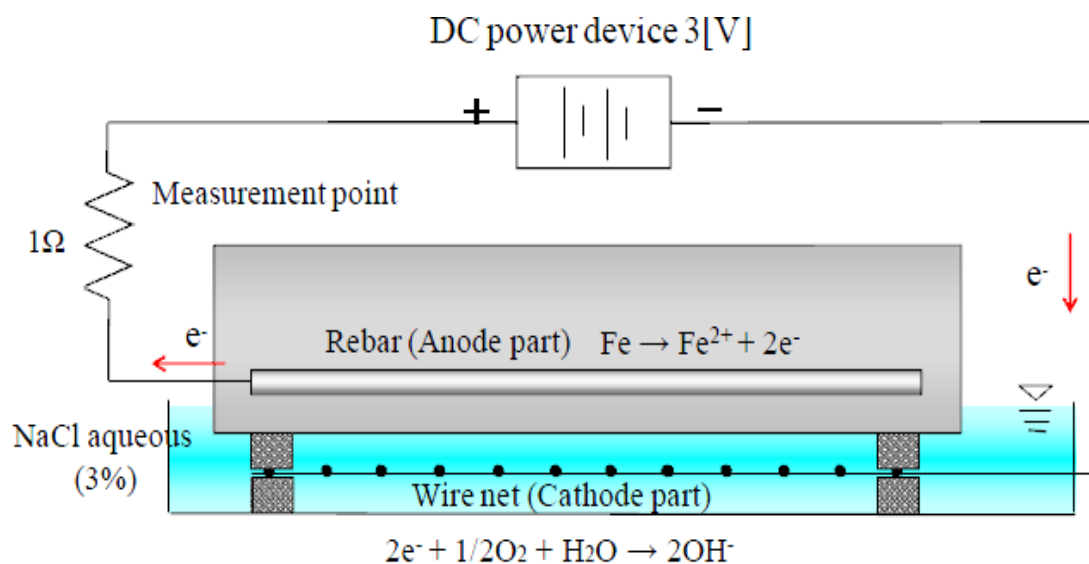 DC power device 3[V]
+
−
Measurement point
1Ω
e-
e-
Rebar (Anode part) Fe → Fe²⁺ + 2e-
NaCl aqueous
(3%)
Wire net (Cathode part)
2e- + 1/2O₂ + H₂O → 2OH-